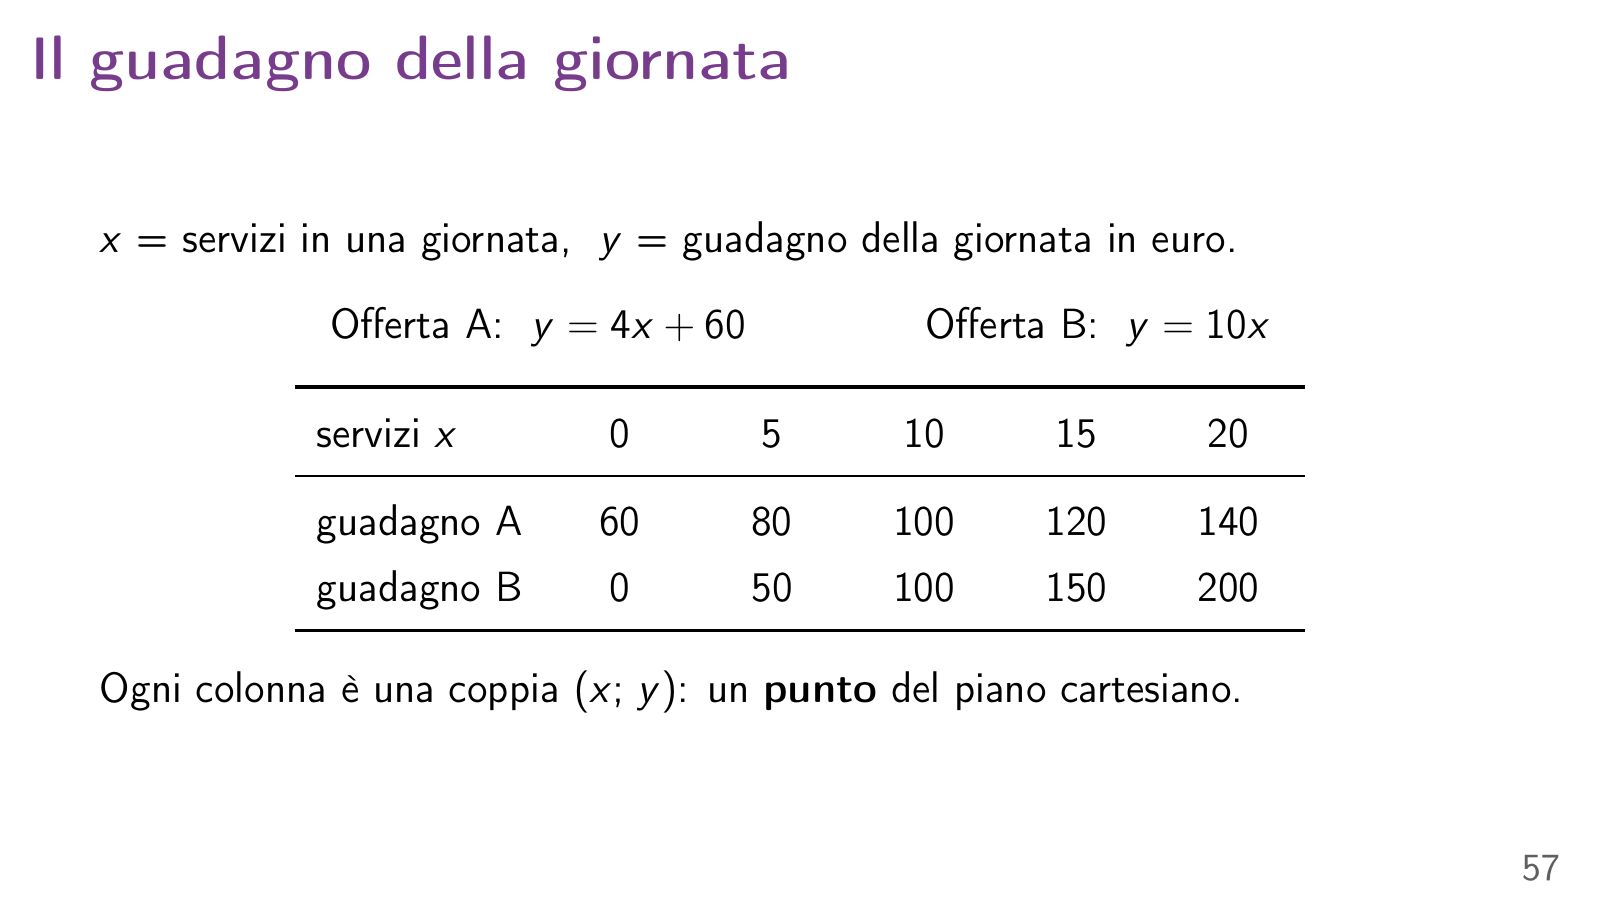 Il guadagno della giornata
x = servizi in una giornata, y = guadagno della giornata in euro.
Offerta A: y = 4x + 60 Offerta B: y = 10x
servizi x 0 5 10 15 20
guadagno A 60 80 100 120 140
guadagno B 0 50 100 150 200
Ogni colonna è una coppia (x; y): un punto del piano cartesiano.
57